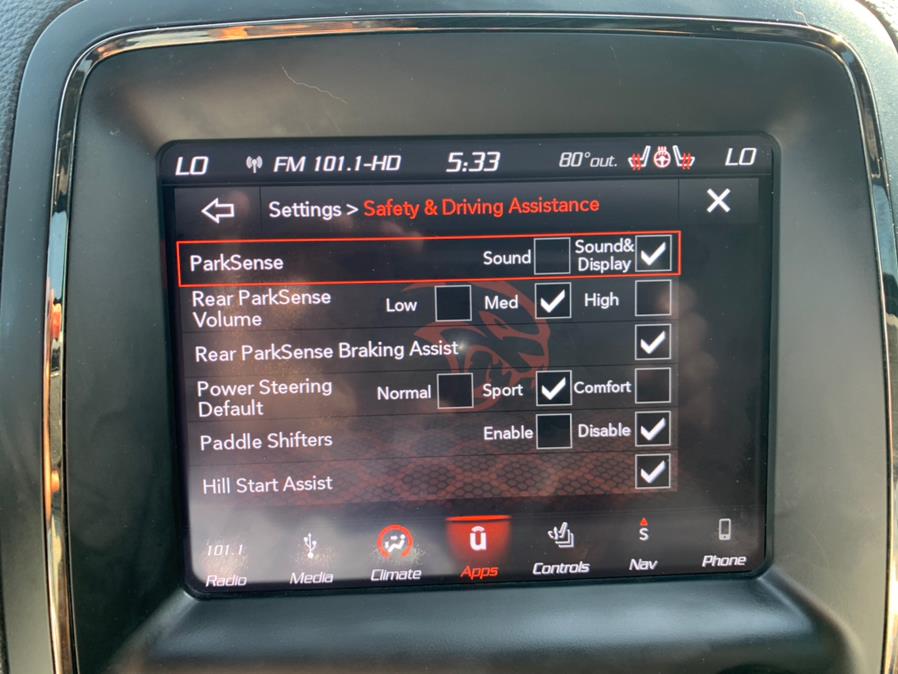 LO FM 101.1-HD 5:33 80° out. LO
Settings > Safety & Driving Assistance
ParkSense Sound Sound&
Display
Rear ParkSense
Volume Low Med High
Rear ParkSense Braking Assist
Power Steering
Default Normal Sport Comfort
Paddle Shifters Enable Disable
Hill Start Assist
101.1 S
Radio Media Climate Apps Controls Nav Phone